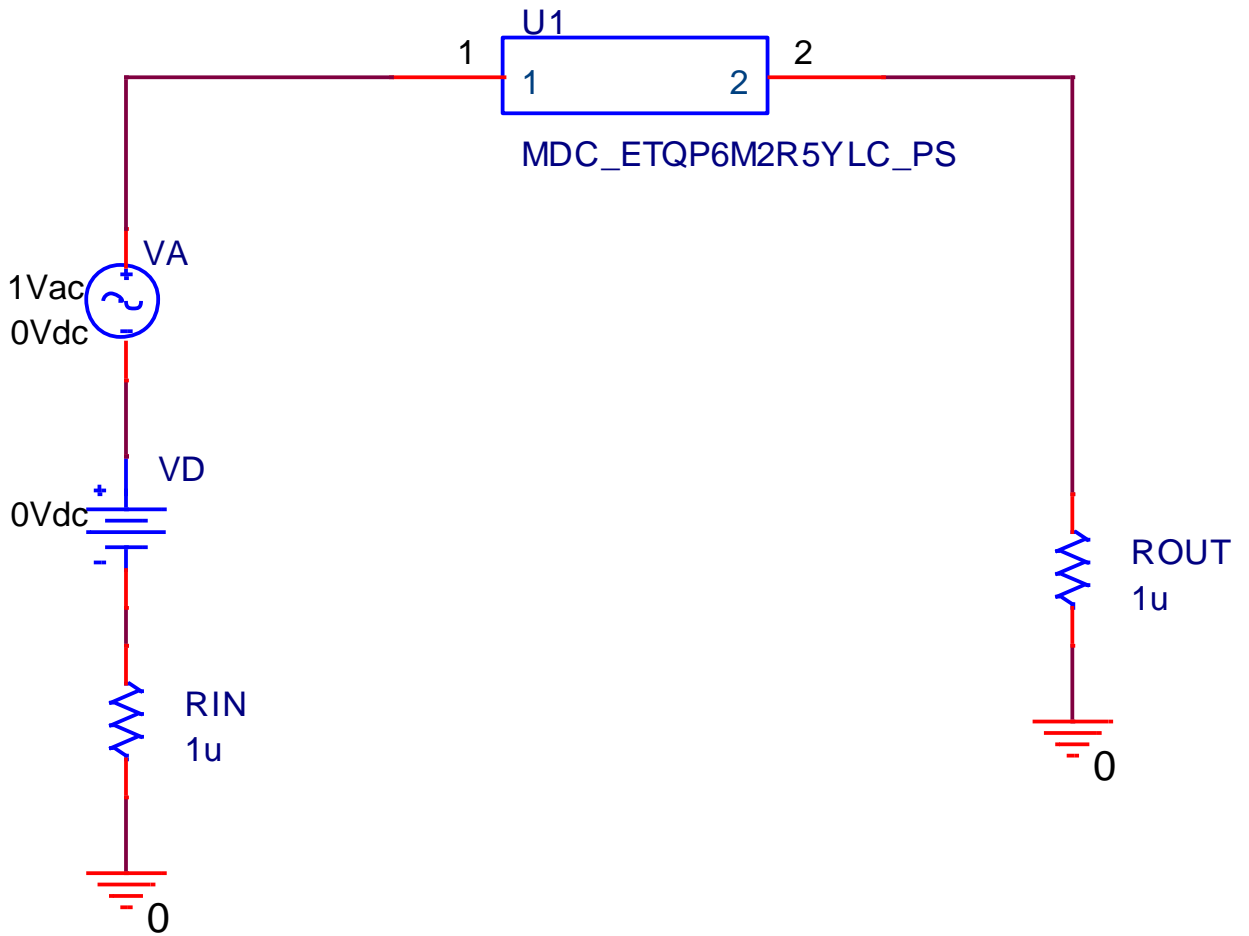 U1
1
2
1
2
MDC_ETQP6M2R5YLC_PS
VA
1Vac
0Vdc
VD
0Vdc
ROUT
1u
RIN
1u
0
0